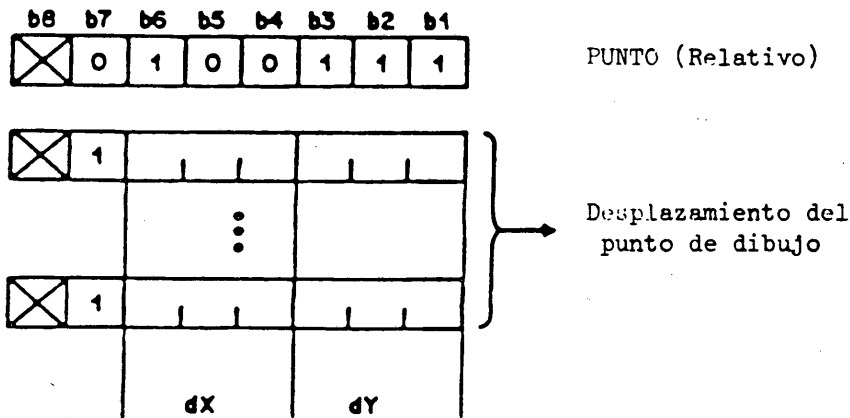 b8 b7 b6 b5 b4 b3 b2 b1
0 1 0 0 1 1 1 PUNTO (Relativo)
1
Desplazamiento del
punto de dibujo
1
dX dY